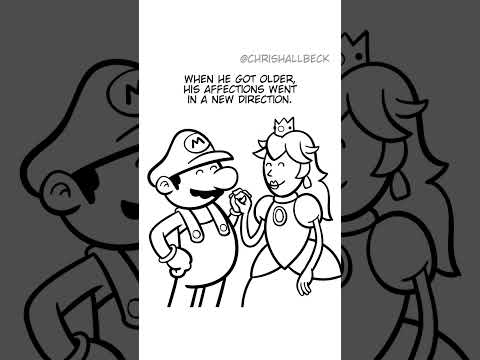 @CHRISHALLBECK
WHEN HE GOT OLDER,
HIS AFFECTIONS WENT
IN A NEW DIRECTION.
M